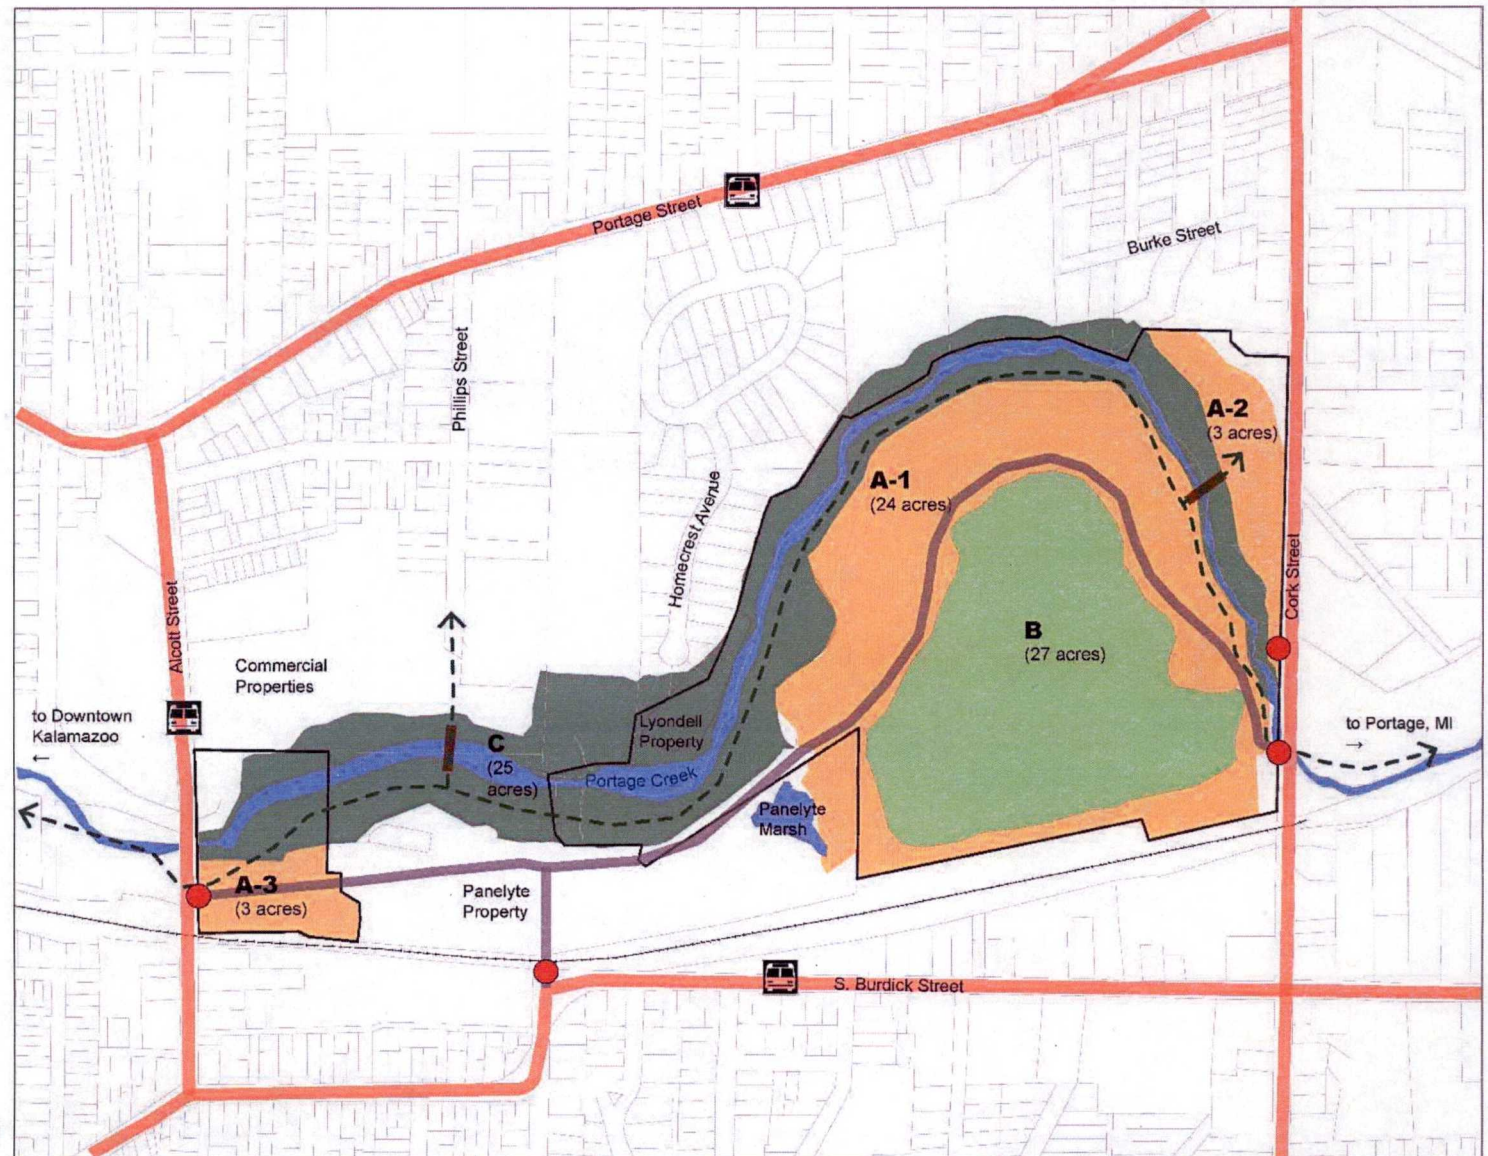 Portage Street
Burke Street
Phillips Street
A-2
(3 acres)
A-1
(24 acres)
Homecrest Avenue
Cork Street
Alcott Street
B
(27 acres)
Commercial
Properties
to Downtown
Kalamazoo
←
Lyondell
Property
to Portage, MI
→
C
(25
acres)
Portage Creek
Panelyte
Marsh
A-3
(3 acres)
Panelyte
Property
S. Burdick Street